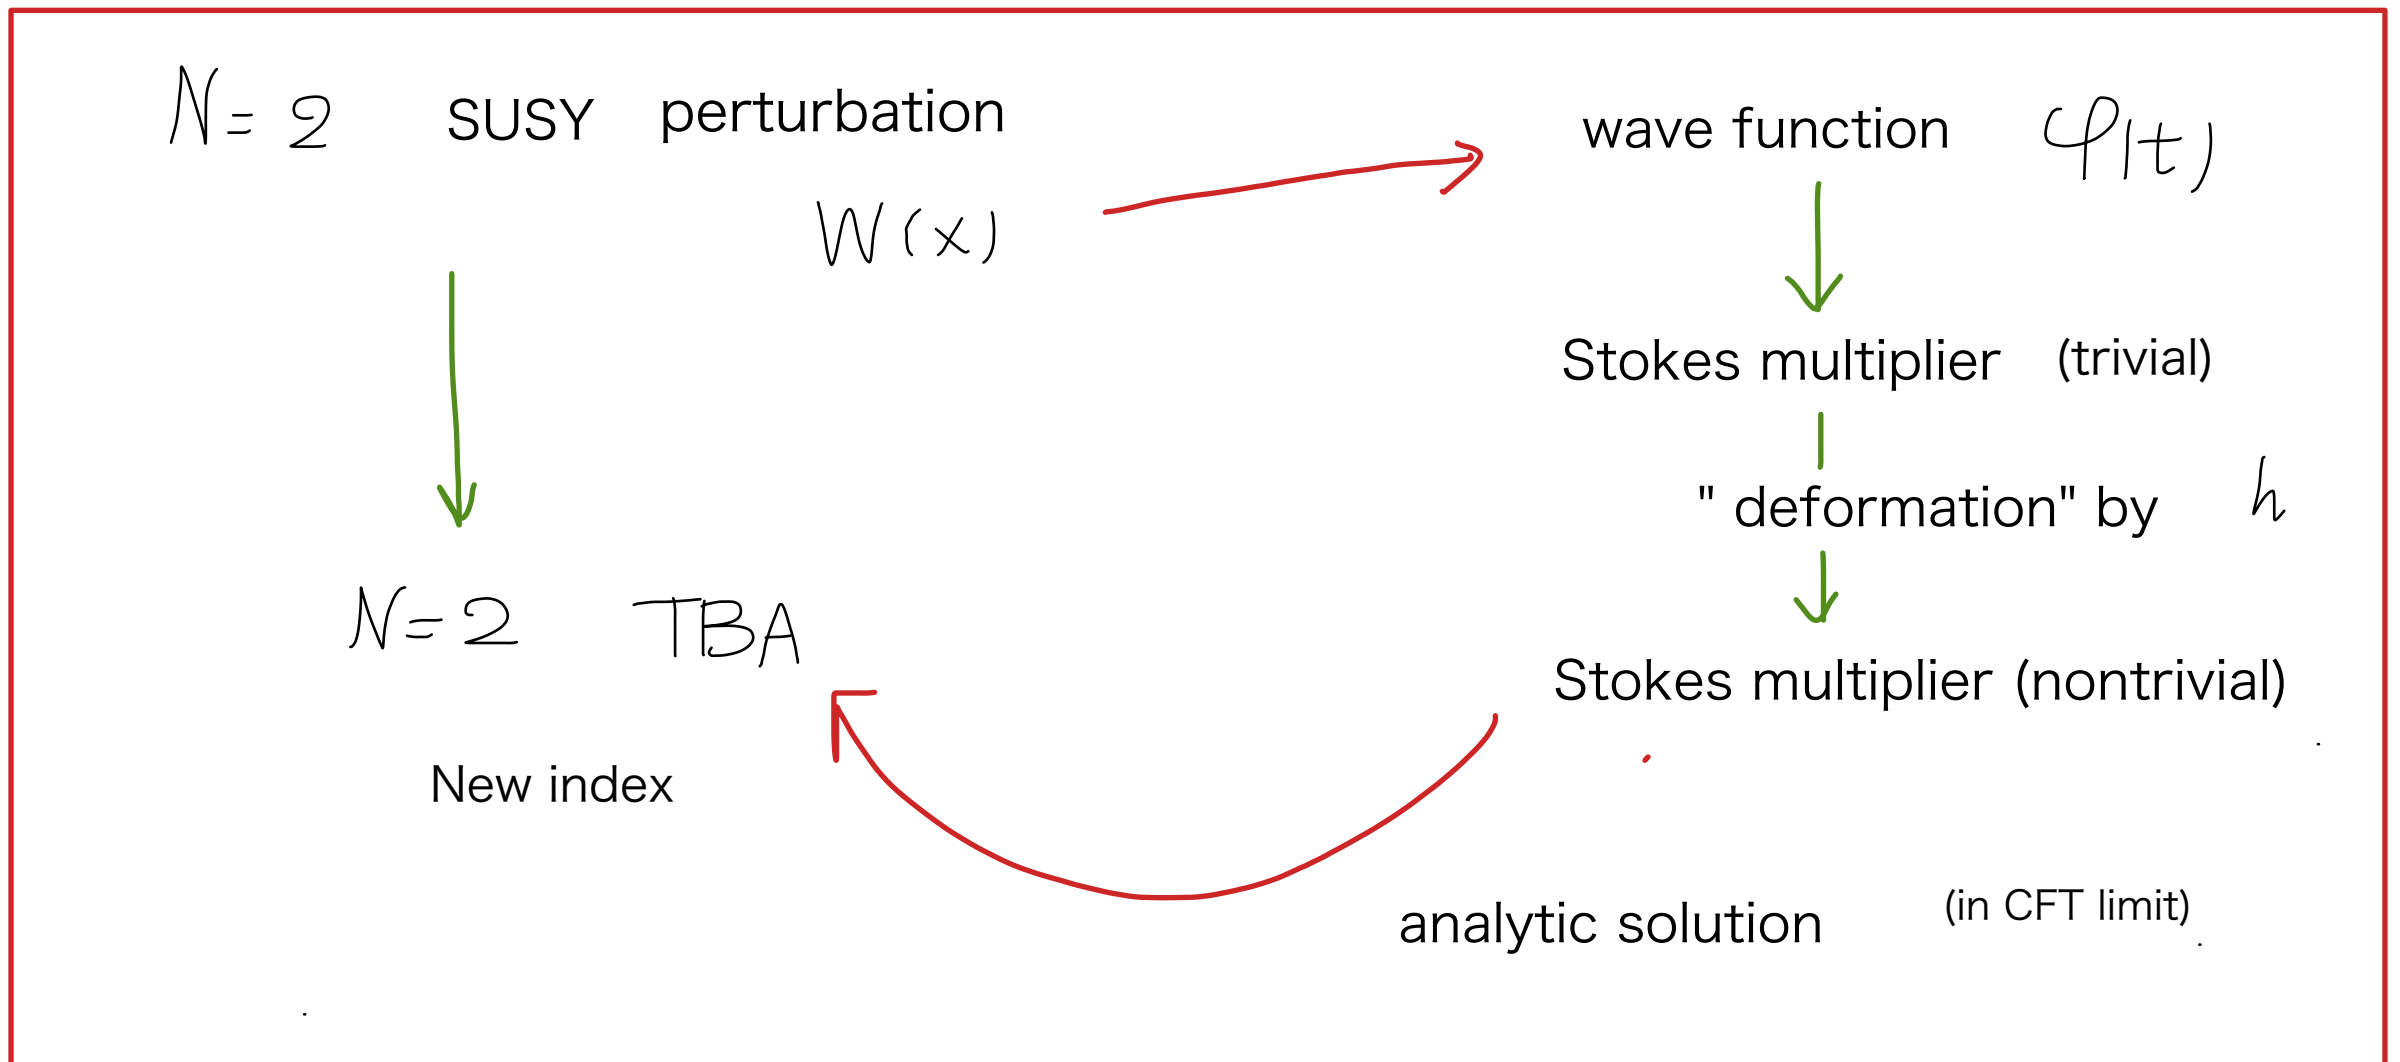 N=2 SUSY perturbation
W(x)
wave function φ(t)
Stokes multiplier (trivial)
" deformation" by h
Stokes multiplier (nontrivial)
N=2 TBA
New index
analytic solution (in CFT limit)